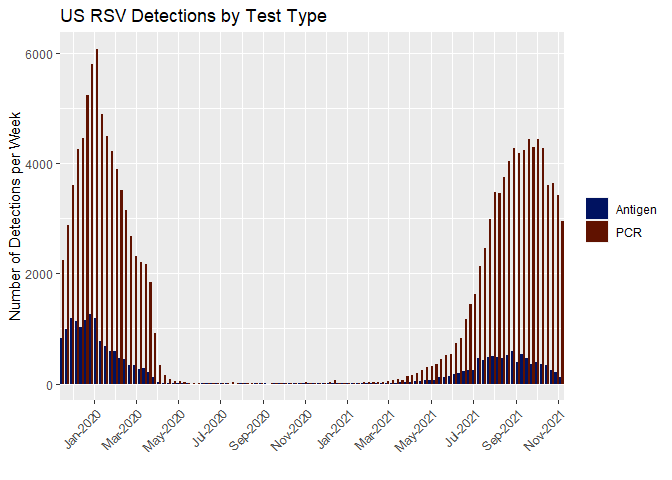 US RSV Detections by Test Type
Number of Detections per Week
6000
4000
2000
0
Jan-2020
Mar-2020
May-2020
Jul-2020
Sep-2020
Nov-2020
Jan-2021
Mar-2021
May-2021
Jul-2021
Sep-2021
Nov-2021
Antigen
PCR